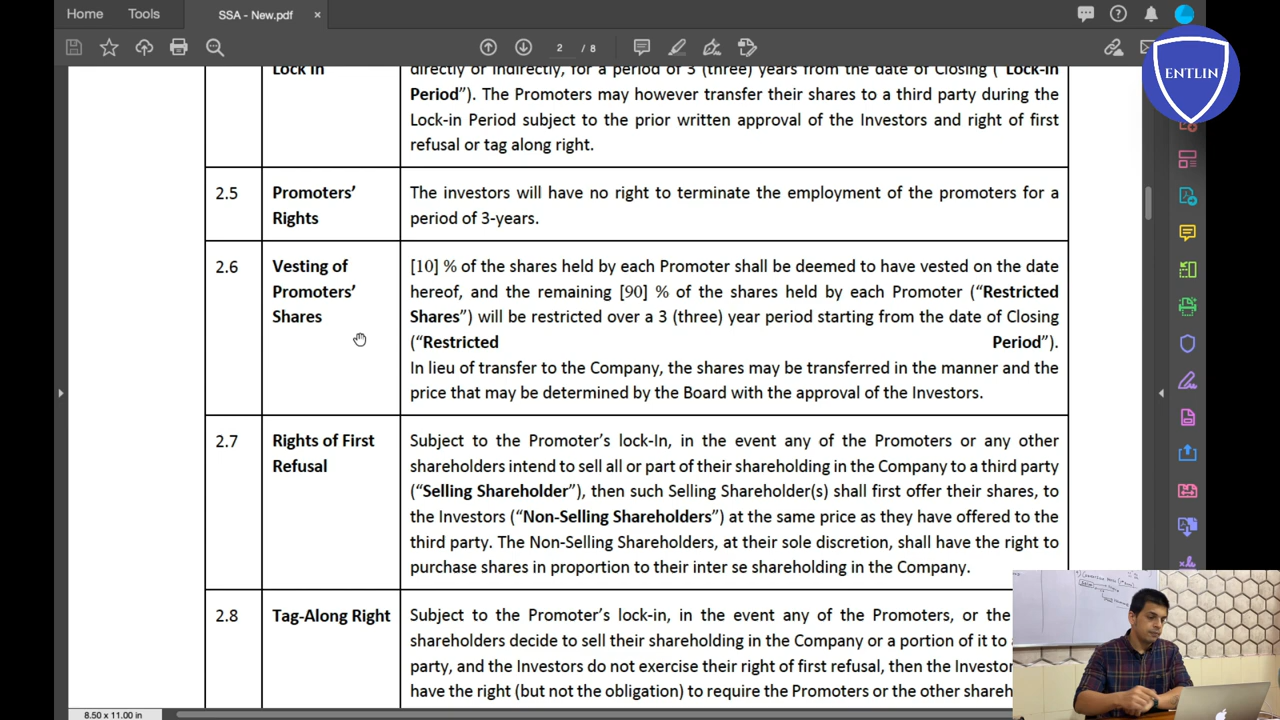 Home
Tools
SSA - New.pdf
×
2 / 8
ENTLIN
Lock in
directly or indirectly, for a period of 3 (three) years from the date of Closing (“Lock-in
Period”). The Promoters may however transfer their shares to a third party during the
Lock-in Period subject to the prior written approval of the Investors and right of first
refusal or tag along right.
2.5
Promoters’
Rights
The investors will have no right to terminate the employment of the promoters for a
period of 3-years.
2.6
Vesting of
Promoters’
Shares
[10] % of the shares held by each Promoter shall be deemed to have vested on the date
hereof, and the remaining [90] % of the shares held by each Promoter (“Restricted
Shares”) will be restricted over a 3 (three) year period starting from the date of Closing
(“Restricted Period”).
In lieu of transfer to the Company, the shares may be transferred in the manner and the
price that may be determined by the Board with the approval of the Investors.
2.7
Rights of First
Refusal
Subject to the Promoter’s lock-In, in the event any of the Promoters or any other
shareholders intend to sell all or part of their shareholding in the Company to a third party
(“Selling Shareholder”), then such Selling Shareholder(s) shall first offer their shares, to
the Investors (“Non-Selling Shareholders”) at the same price as they have offered to the
third party. The Non-Selling Shareholders, at their sole discretion, shall have the right to
purchase shares in proportion to their inter se shareholding in the Company.
2.8
Tag-Along Right
Subject to the Promoter’s lock-in, in the event any of the Promoters, or the
shareholders decide to sell their shareholding in the Company or a portion of it to
party, and the Investors do not exercise their right of first refusal, then the Investor
have the right (but not the obligation) to require the Promoters or the other shareh
8.50 x 11.00 in